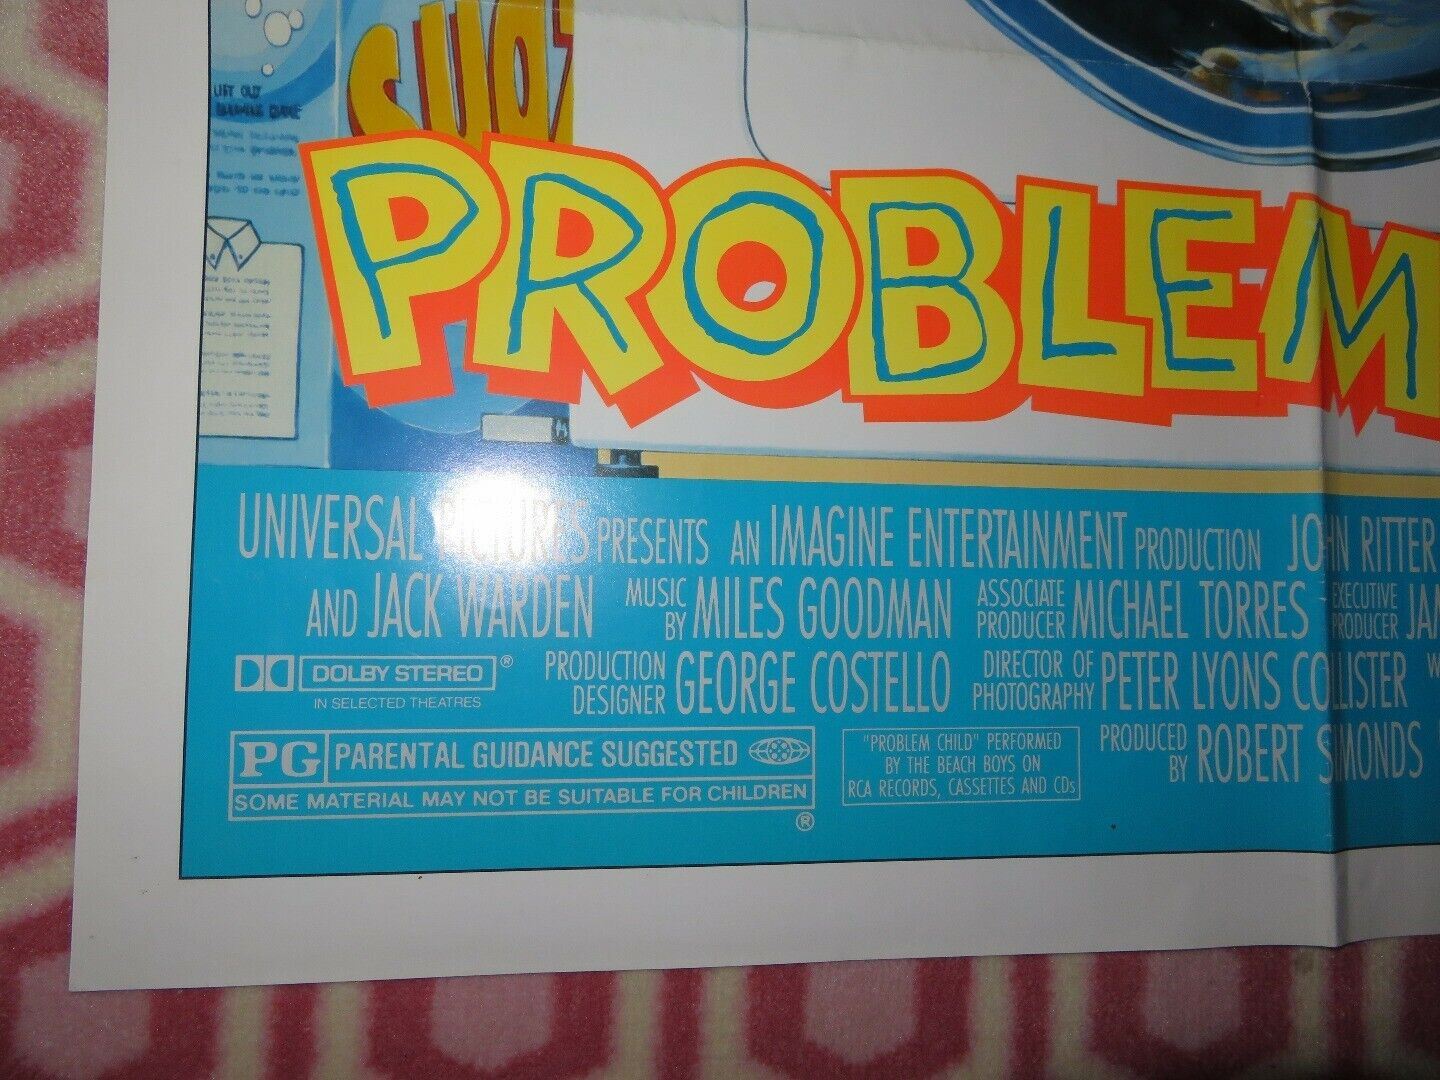 SUD
PROBLEM
UNIVERSAL PICTURES PRESENTS AN IMAGINE ENTERTAINMENT PRODUCTION JOHN RITTER
AND JACK WARDEN MUSIC BY MILES GOODMAN ASSOCIATE PRODUCER MICHAEL TORRES EXECUTIVE PRODUCER
DOLBY STEREO ®
IN SELECTED THEATRES
PRODUCTION DESIGNER GEORGE COSTELLO DIRECTOR OF PHOTOGRAPHY PETER LYONS COLLISTER
PG PARENTAL GUIDANCE SUGGESTED
SOME MATERIAL MAY NOT BE SUITABLE FOR CHILDREN
®
"PROBLEM CHILD" PERFORMED
BY THE BEACH BOYS ON
RCA RECORDS, CASSETTES AND CDs
PRODUCED BY ROBERT SIMONDS